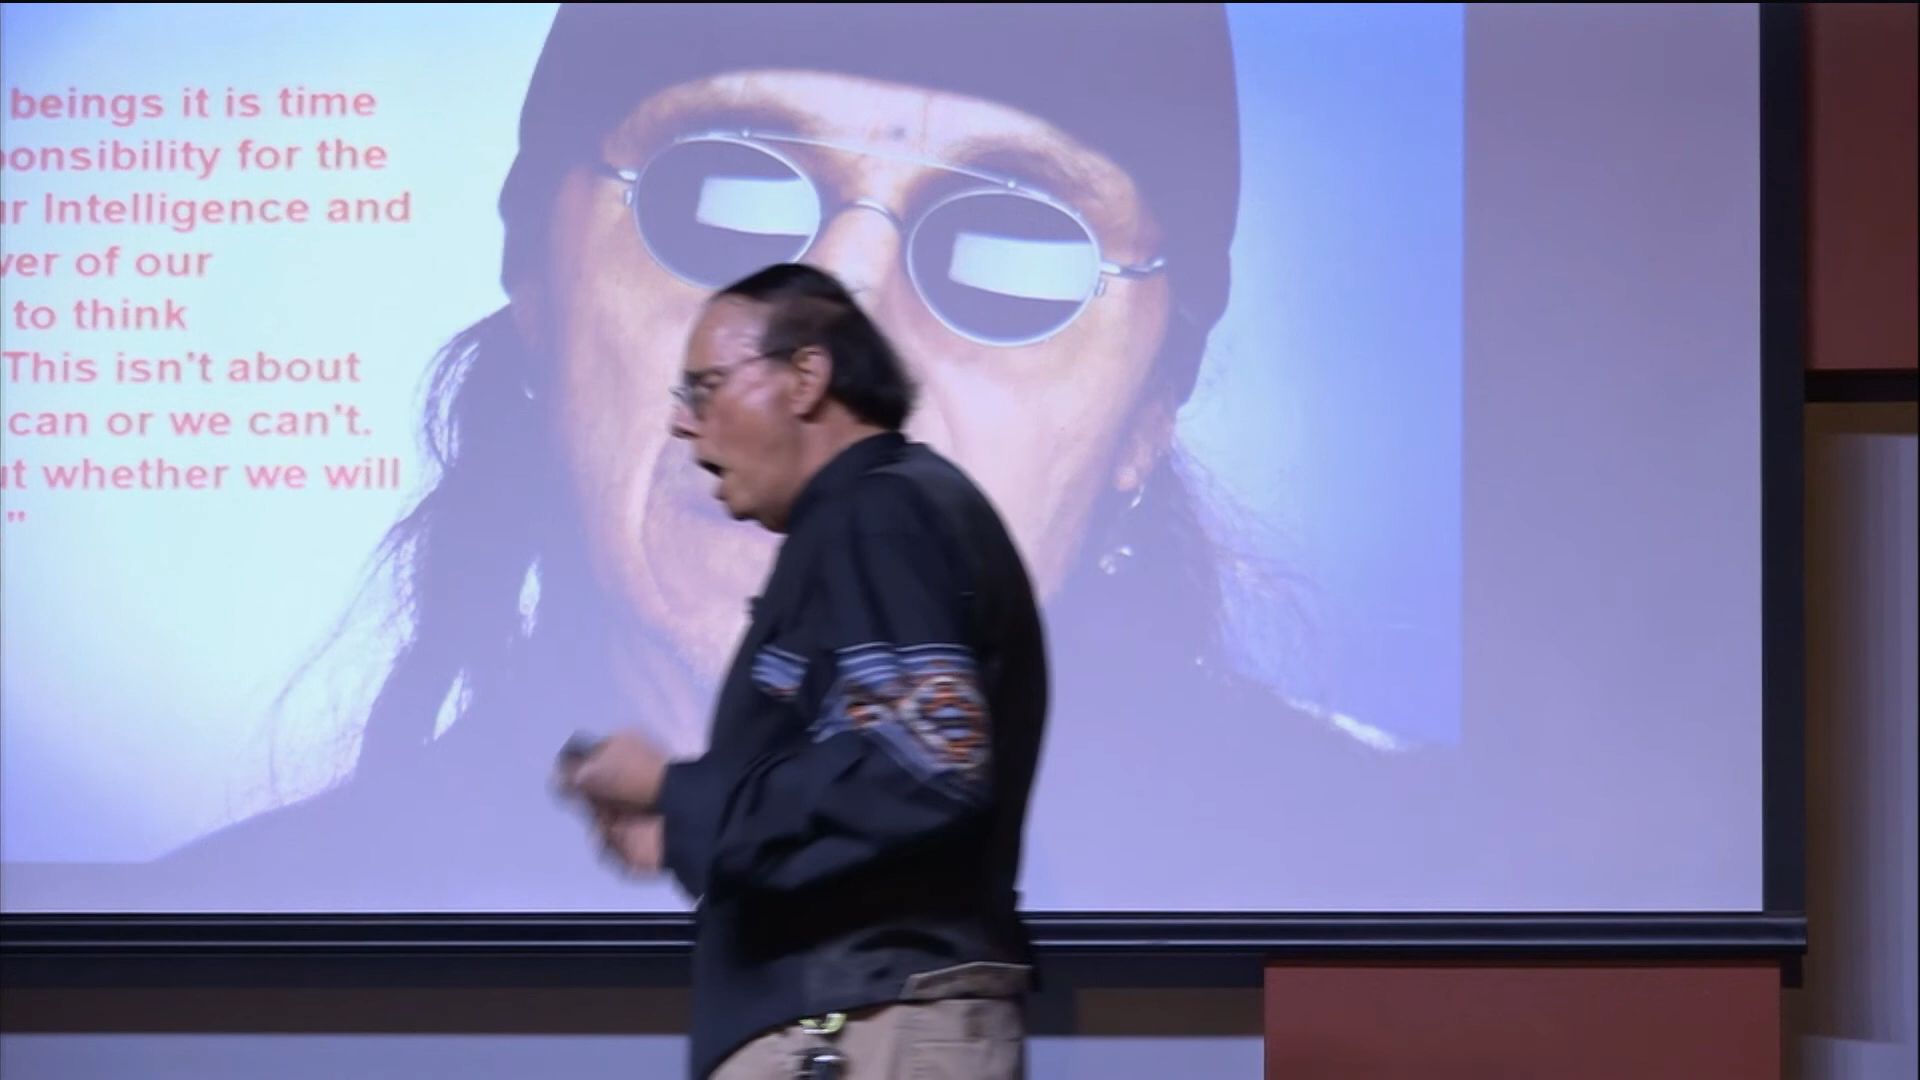 beings it is time
onsibility for the
r Intelligence and
ver of our
to think
This isn't about
can or we can't.
t whether we will
"